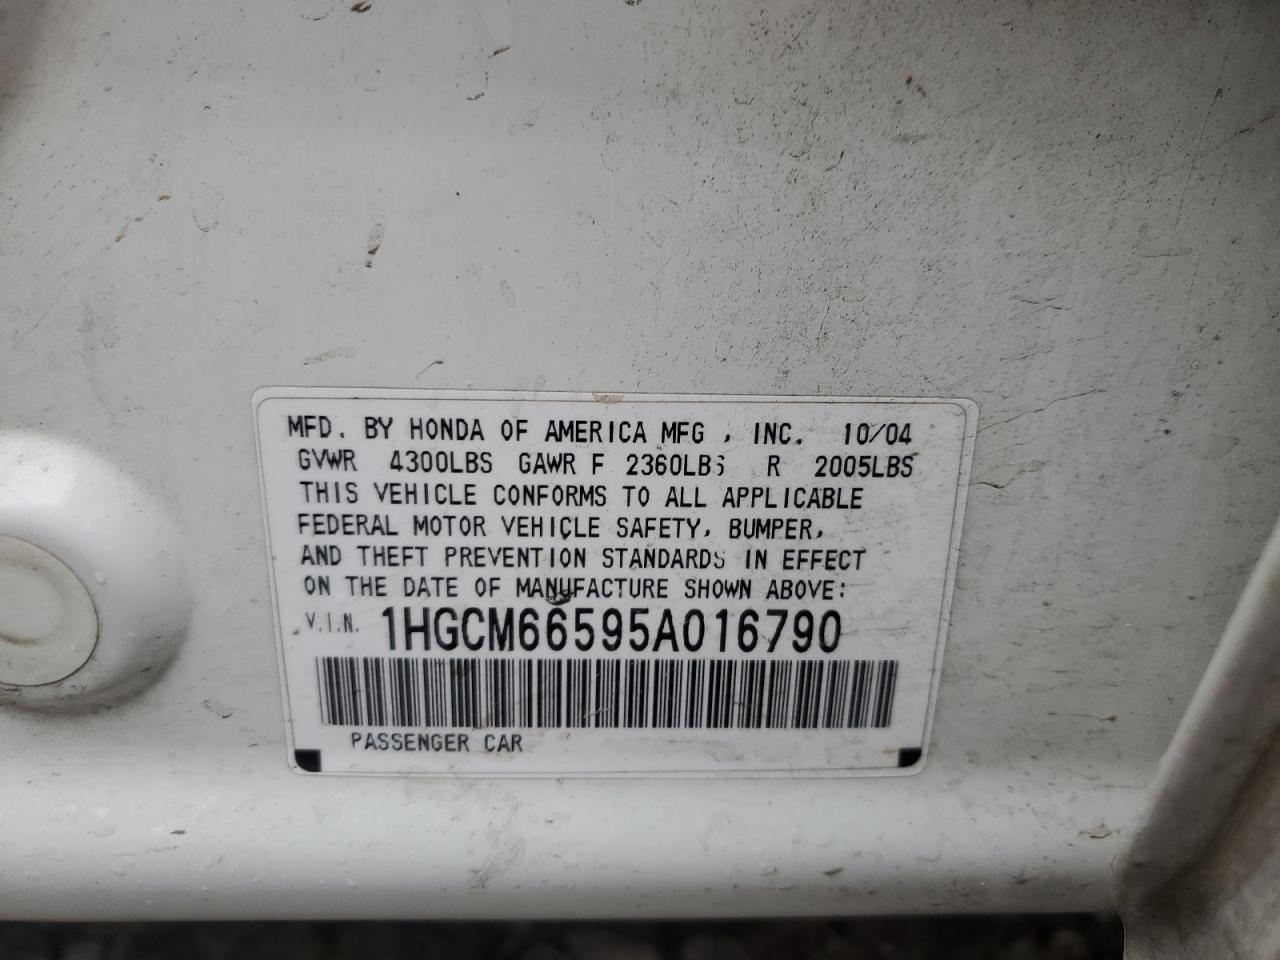 MFD. BY HONDA OF AMERICA MFG., INC. 10/04
GVWR 4300LBS GAWR F 2360LBS R 2005LBS
THIS VEHICLE CONFORMS TO ALL APPLICABLE
FEDERAL MOTOR VEHICLE SAFETY, BUMPER,
AND THEFT PREVENTION STANDARDS IN EFFECT
ON THE DATE OF MANUFACTURE SHOWN ABOVE:
V.I.N. 1HGCM66595A016790
PASSENGER CAR